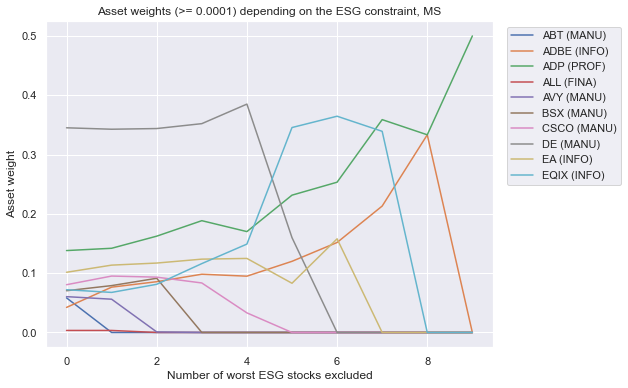 Asset weights (>= 0.0001) depending on the ESG constraint, MS
0.5
0.4
0.3
0.2
0.1
0.0
Asset weight
0 2 4 6 8
Number of worst ESG stocks excluded
ABT (MANU)
ADBE (INFO)
ADP (PROF)
ALL (FINA)
AVY (MANU)
BSX (MANU)
CSCO (MANU)
DE (MANU)
EA (INFO)
EQIX (INFO)